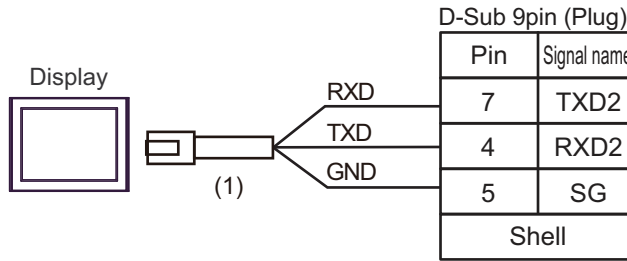 D-Sub 9pin (Plug)
Pin Signal name
Display
RXD
7 TXD2
TXD
4 RXD2
GND
(1)
5 SG
Shell